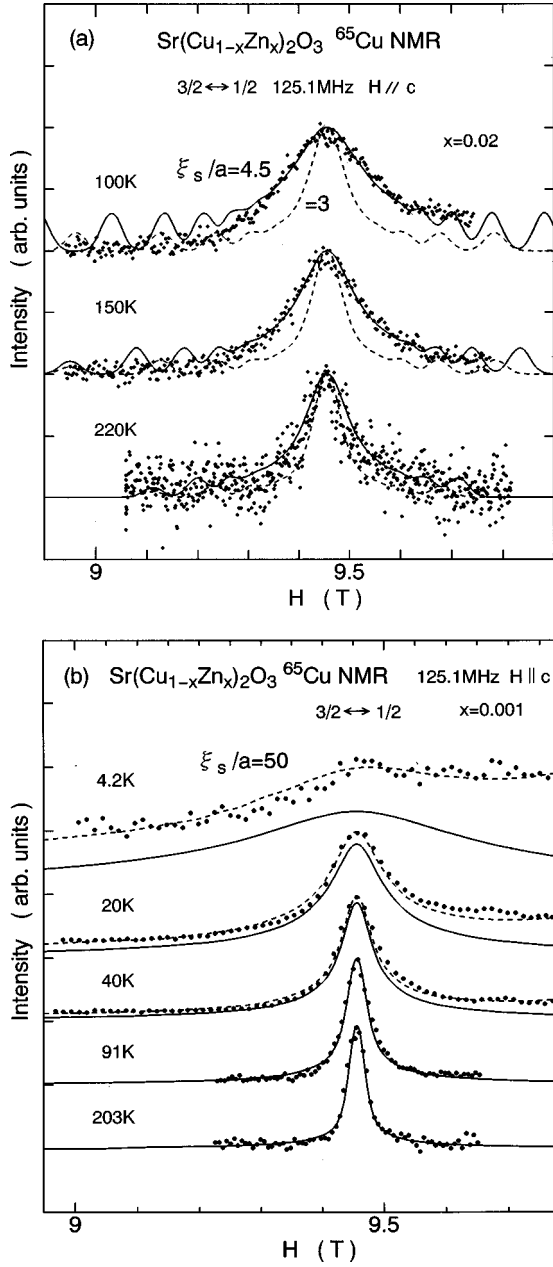 (a) Sr(Cu₁₋ₓZnₓ)₂O₃ ⁶⁵Cu NMR
3/2↔1/2 125.1MHz H // c
x=0.02
100K
ξs/a=4.5
=3
150K
220K
Intensity ( arb. units)
9
9.5
H (T)
(b) Sr(Cu₁₋ₓZnₓ)₂O₃ ⁶⁵Cu NMR 125.1MHz H ∥ c
3/2 ↔ 1/2 x=0.001
ξs/a=50
4.2K
20K
40K
91K
203K
Intensity ( arb. units)
9
9.5
H (T)